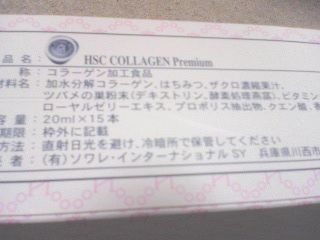 品名： HSC COLLAGEN Premium
称：コラーゲン加工食品
材料名：加水分解コラーゲン、はちみつ、ザクロ濃縮果汁、
ツバメの巣粉末(デキストリン、酵素処理燕窩)、ビタミン
ローヤルゼリーエキス、プロポリス抽出物、クエン酸、香
容量：20ml×15本
期限：枠外に記載
方法：直射日光を避け、冷暗所で保管してください
者：(有)ソワレ・インターナショナル SY 兵庫県川西市